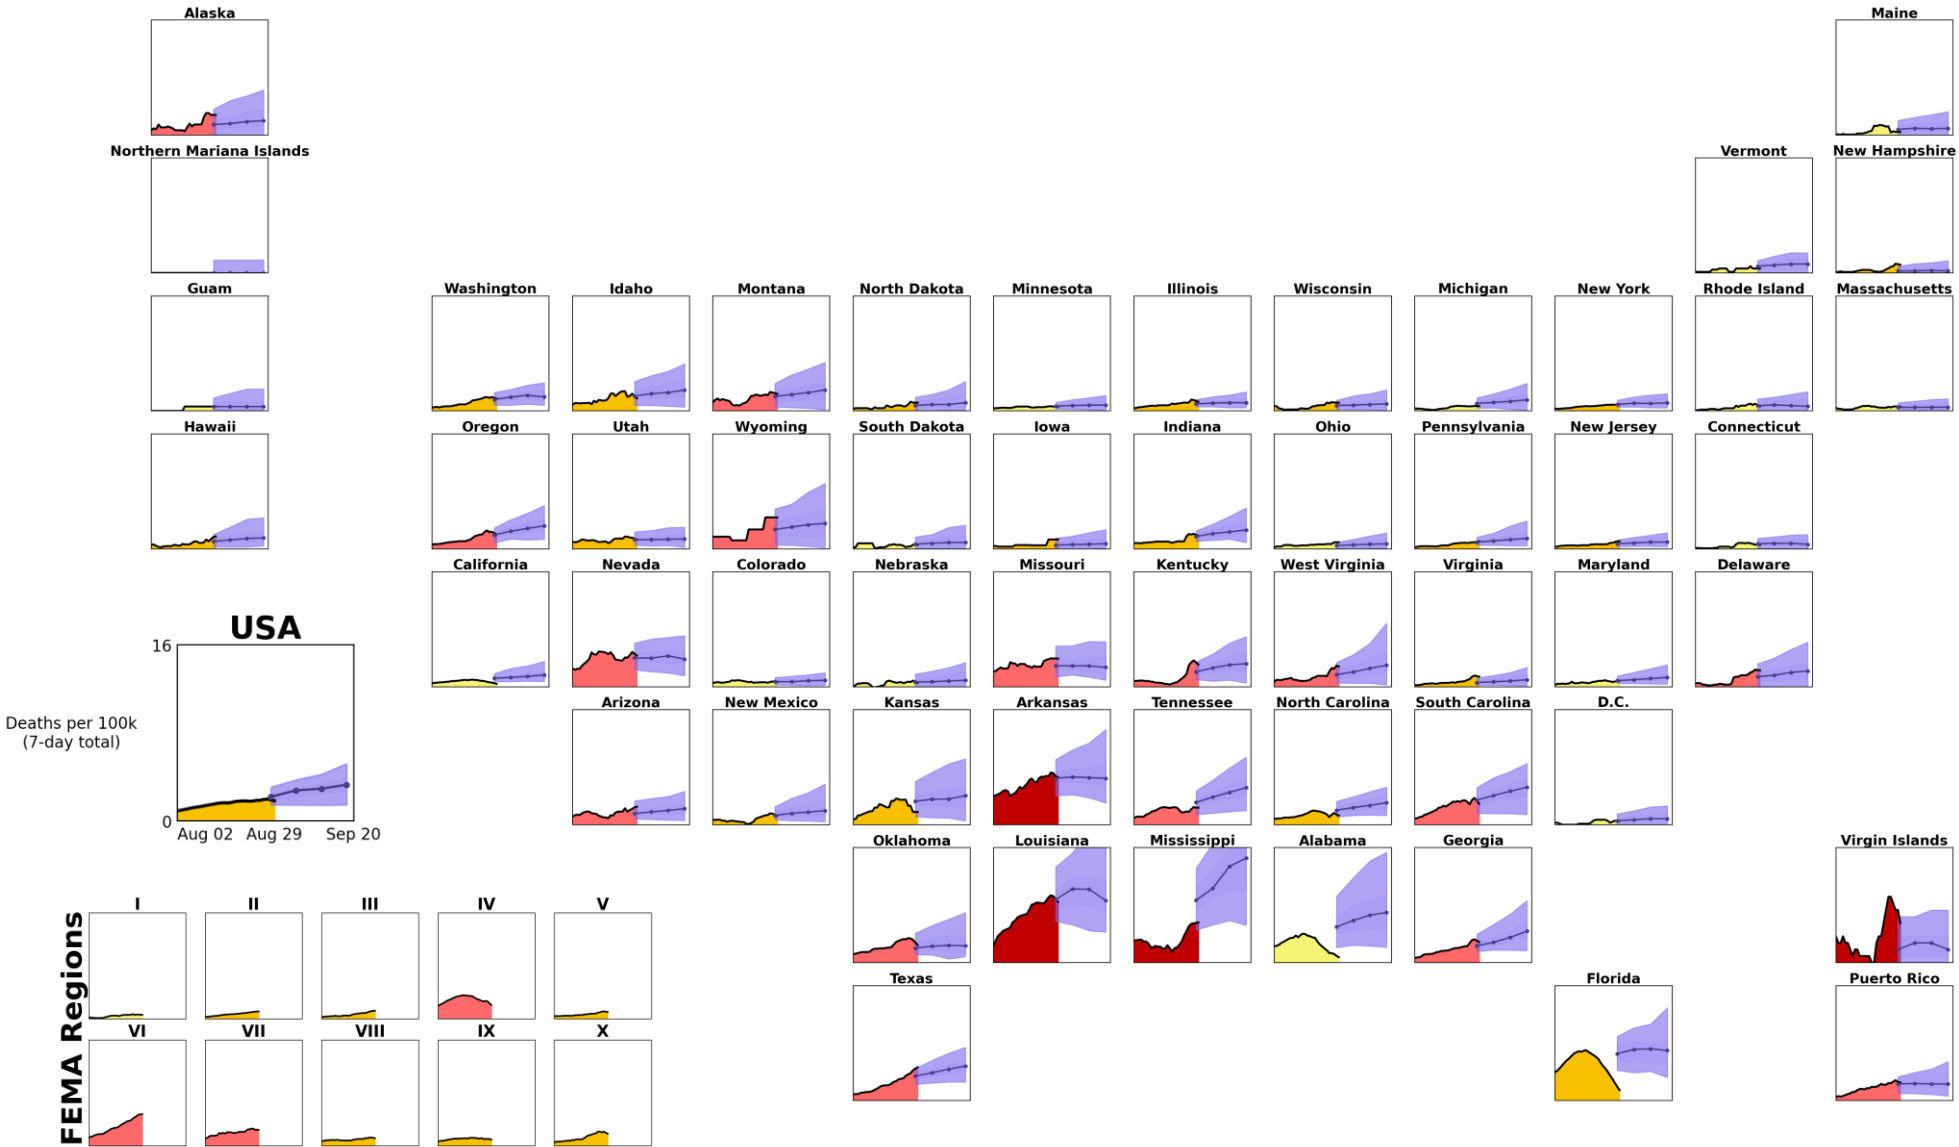 Alaska
Maine
Northern Mariana Islands
Vermont
New Hampshire
Guam
Washington
Idaho
Montana
North Dakota
Minnesota
Illinois
Wisconsin
Michigan
New York
Rhode Island
Massachusetts
Hawaii
Oregon
Utah
Wyoming
South Dakota
Iowa
Indiana
Ohio
Pennsylvania
New Jersey
Connecticut
California
Nevada
Colorado
Nebraska
Missouri
Kentucky
West Virginia
Virginia
Maryland
Delaware
USA
16
Deaths per 100k
(7-day total)
0
Aug 02
Aug 29
Sep 20
Arizona
New Mexico
Kansas
Arkansas
Tennessee
North Carolina
South Carolina
D.C.
Oklahoma
Louisiana
Mississippi
Alabama
Georgia
Virgin Islands
Texas
Florida
Puerto Rico
FEMA Regions
I
II
III
IV
V
VI
VII
VIII
IX
X